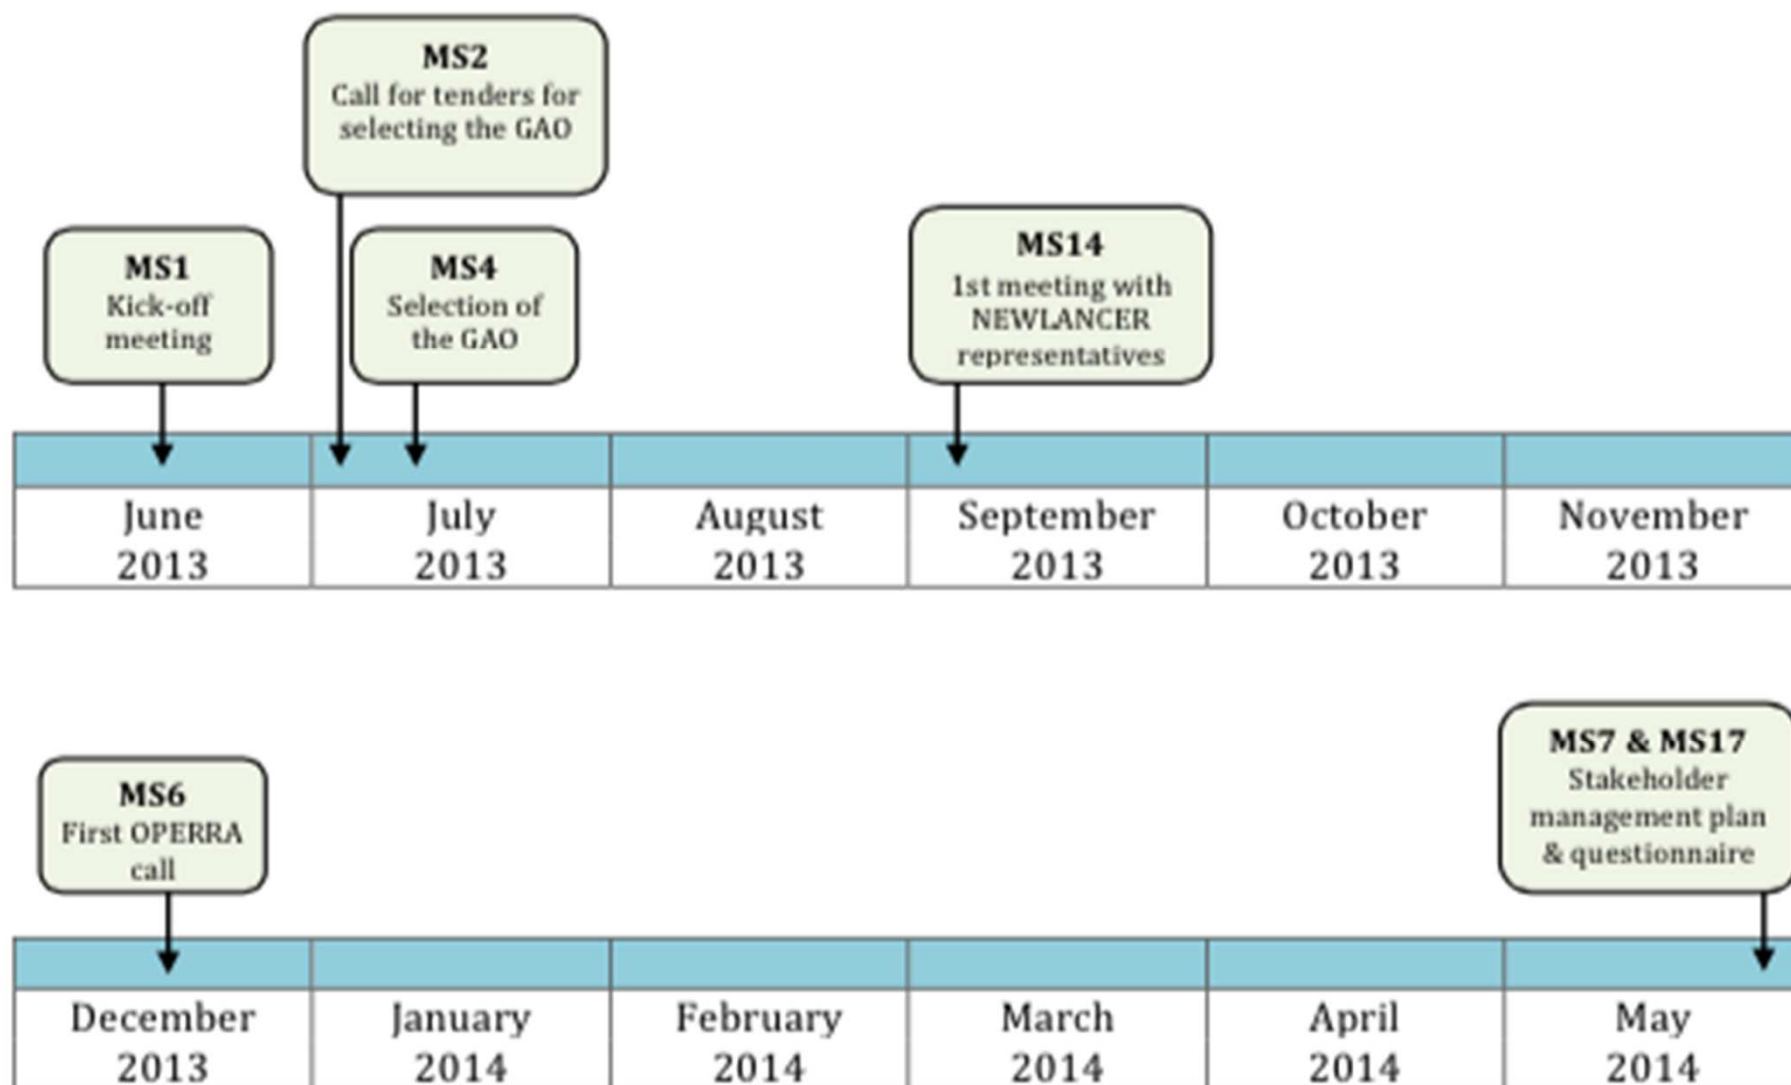 MS2
Call for tenders for
selecting the GAO
MS1
Kick-off
meeting
MS4
Selection of
the GAO
MS14
1st meeting with
NEWLANCER
representatives
June
2013
July
2013
August
2013
September
2013
October
2013
November
2013
MS6
First OPERRA
call
MS7 & MS17
Stakeholder
management plan
& questionnaire
December
2013
January
2014
February
2014
March
2014
April
2014
May
2014